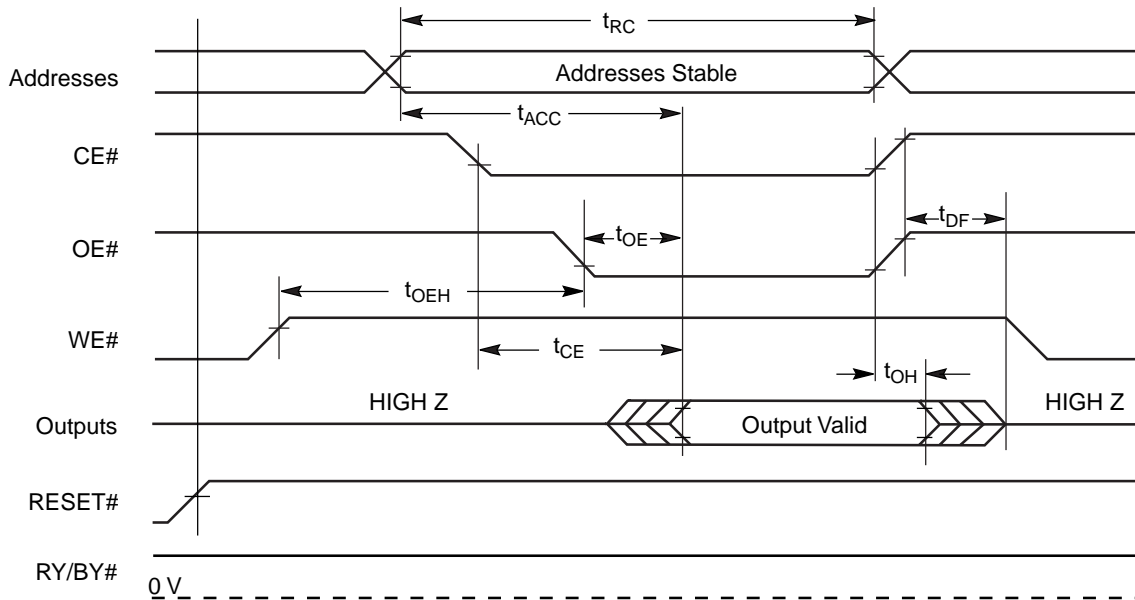 tRC
Addresses
Addresses Stable
tACC
CE#
tDF
OE#
tOE
tOEH
WE#
tCE
tOH
HIGH Z
HIGH Z
Outputs
Output Valid
RESET#
RY/BY#
0 V